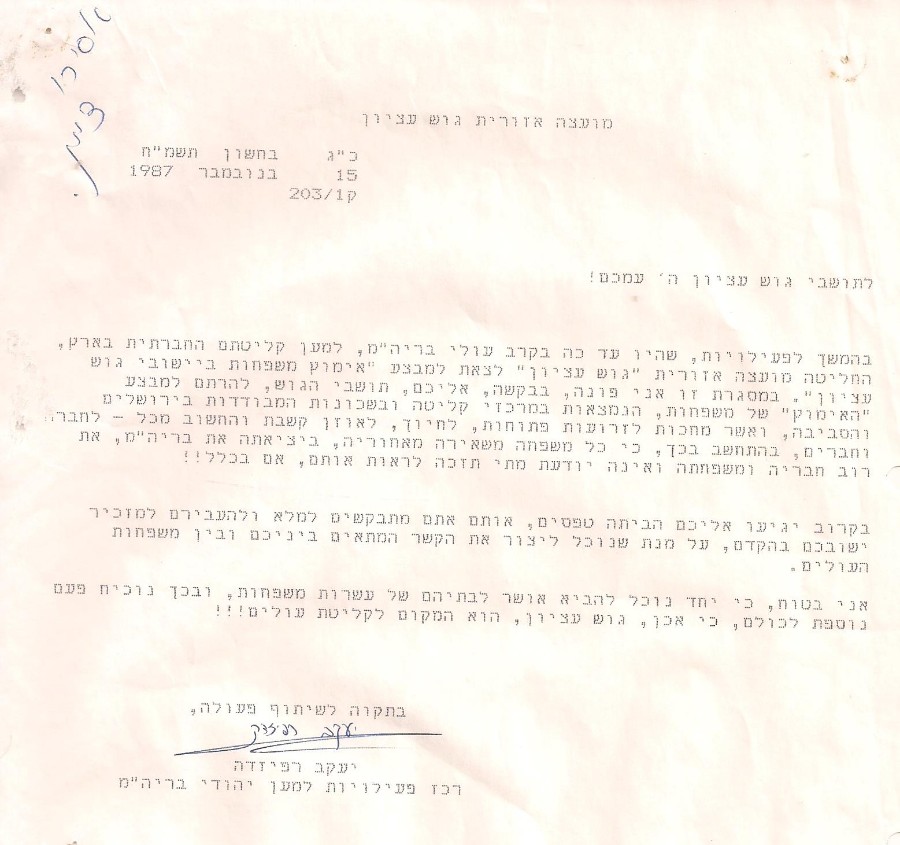 מועצה אזורית גוש עציון
כ"ג בחשון תשמ"ח
15 בנובמבר 1987
ק203/1
לתושבי גוש עציון ה' עמכם!
בהמשך לפעילויות, שהיו עד כה בקרב עולי בריה"מ, למען קליטתם החברתית בארץ,
החליטה מועצה אזורית "גוש עציון" לצאת למבצע "אימוץ משפחות ביישובי גוש
עציון". במסגרת זו אני פונה, בבקשה, אליכם, תושבי הגוש, להרתם למבצע
"האימוץ" של משפחות, הנמצאות במרכזי קליטה ובשכונות המבודדות בירושלים
והסביבה, ואשר מחכות לזרועות פתוחות, לחיוך, לאוזן קשבת והחשוב מכל - לחברה
וחברים, בהתחשב בכך, כי כל משפחה משאירה מאחוריה, ביציאתה את בריה"מ, את
רוב חבריה ומשפחתה ואינה יודעת מתי תזכה לראות אותם, אם בכלל!!
בקרוב יגיעו אליכם הביתה טפסים, אותם אתם מתבקשים למלא ולהעבירם למזכיר
ישובכם בהקדם, על מנת שנוכל ליצור את הקשר המתאים ביניכם ובין משפחות
העולים.
אני בטוח, כי יחד נוכל להביא אושר לבתיהם של עשרות משפחות, ובכך נוכיח פעם
נוספת לכולם, כי אכן, גוש עציון, הוא המקום לקליטת עולים!!!
בתקוה לשיתוף פעולה,
יעקב רפיזדה
רכז פעילויות למען יהודי בריה"מ